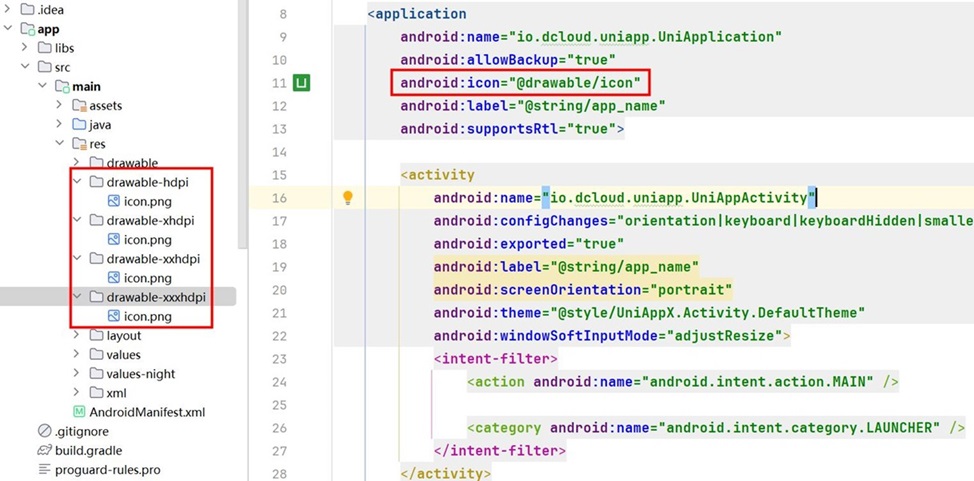 .idea
app
libs
src
main
assets
java
res
drawable
drawable-hdpi
icon.png
drawable-xhdpi
icon.png
drawable-xxhdpi
icon.png
drawable-xxxhdpi
icon.png
layout
values
values-night
xml
AndroidManifest.xml
.gitignore
build.gradle
proguard-rules.pro
8 <application
9 android:name="io.dcloud.uniapp.UniApplication"
10 android:allowBackup="true"
11 android:icon="@drawable/icon"
12 android:label="@string/app_name"
13 android:supportsRtl="true">
14
15 <activity
16 android:name="io.dcloud.uniapp.UniAppActivity"
17 android:configChanges="orientation|keyboard|keyboardHidden|smalle
18 android:exported="true"
19 android:label="@string/app_name"
20 android:screenOrientation="portrait"
21 android:theme="@style/UniAppX.Activity.DefaultTheme"
22 android:windowSoftInputMode="adjustResize">
23 <intent-filter>
24 <action android:name="android.intent.action.MAIN" />
25
26 <category android:name="android.intent.category.LAUNCHER" />
27 </intent-filter>
28 </activity>